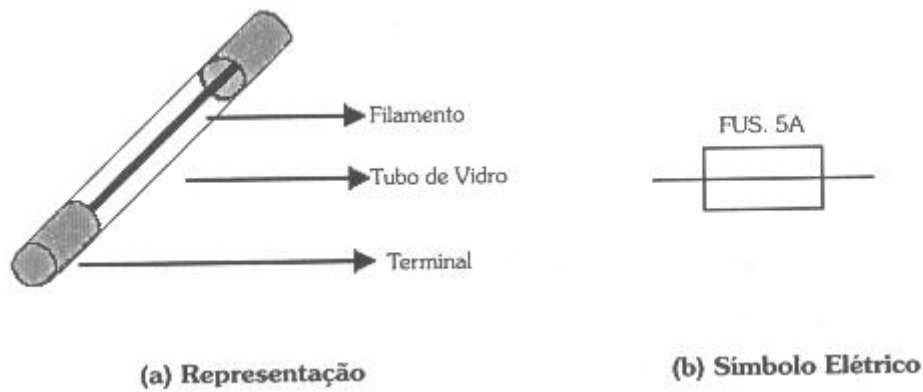 Filamento
Tubo de Vidro
Terminal
FUS. 5A
(a) Representação
(b) Símbolo Elétrico